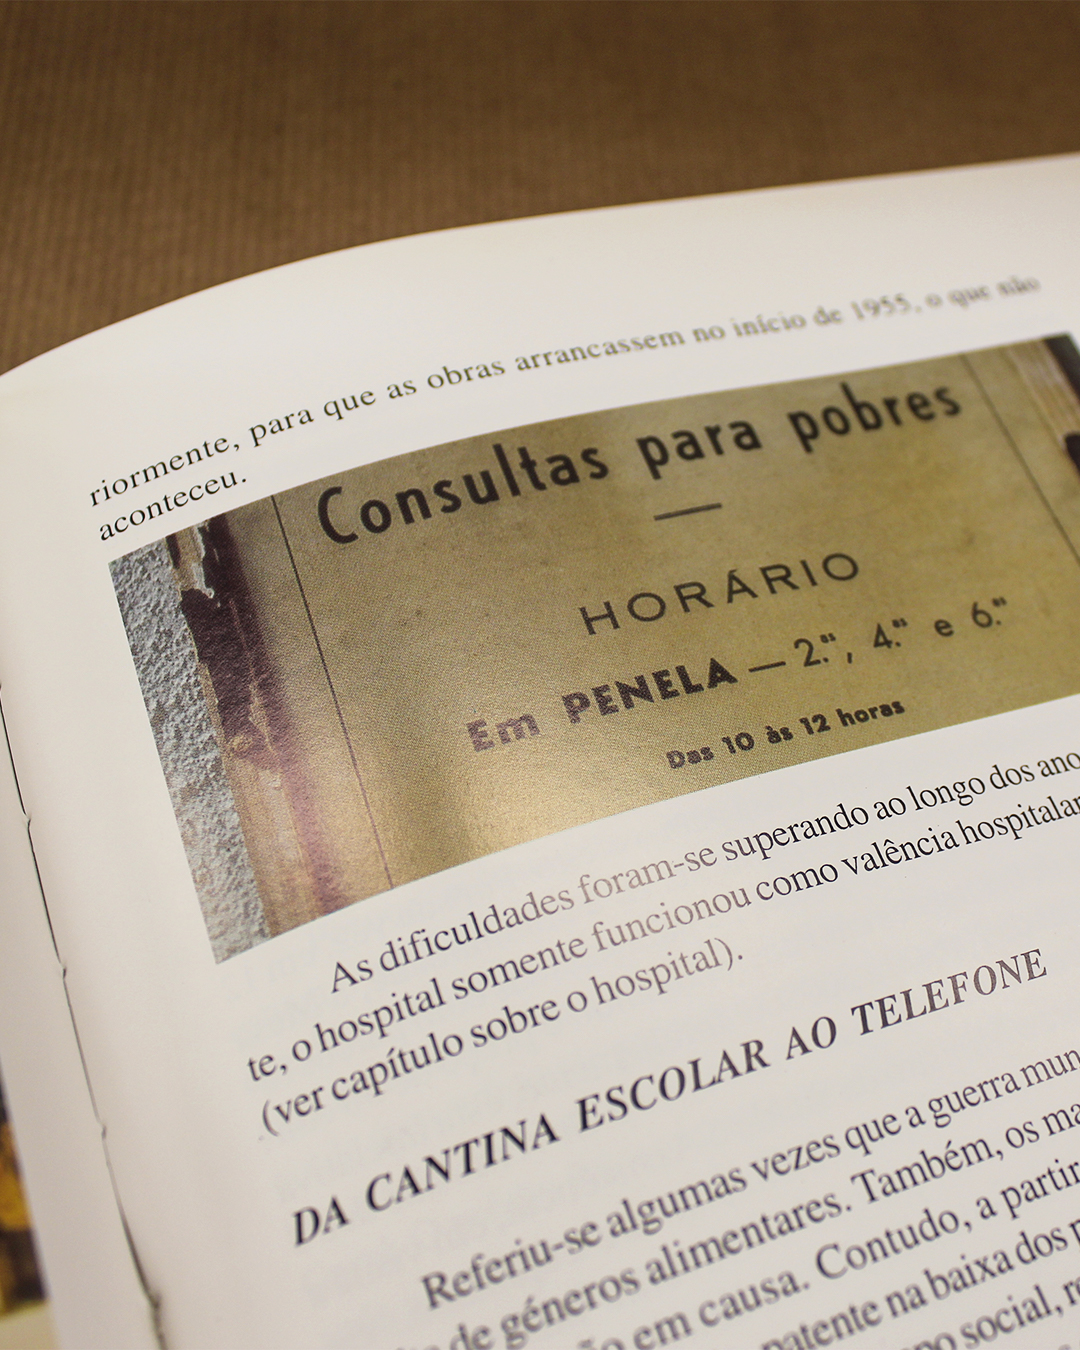 riormente, para que as obras arrancassem no início de 1955, o que não
aconteceu.
Consultas para pobres
HORÁRIO
Em PENELA — 2.ªˢ, 4.ªˢ e 6.ªˢ
Das 10 às 12 horas
As dificuldades foram-se superando ao longo dos ano
te, o hospital somente funcionou como valência hospitalar
(ver capítulo sobre o hospital).
DA CANTINA ESCOLAR AO TELEFONE
Referiu-se algumas vezes que a guerra mun
de géneros alimentares. Também, os ma
em causa. Contudo, a partir
patente na baixa dos p
social, re